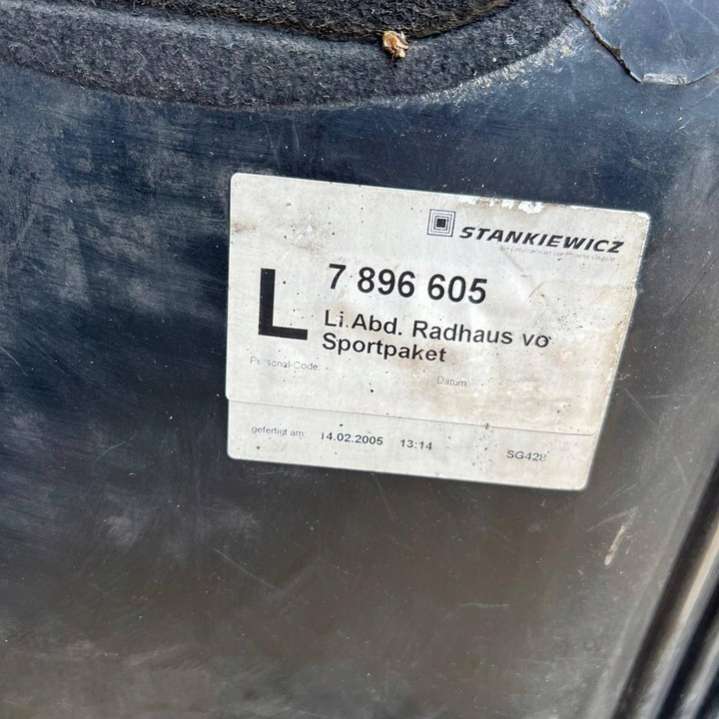 STANKIEWICZ
L
7 896 605
Li.Abd. Radhaus vo
Sportpaket
Personal-Code:
Datum
gefertigt am: 14.02.2005 13:14 SG428